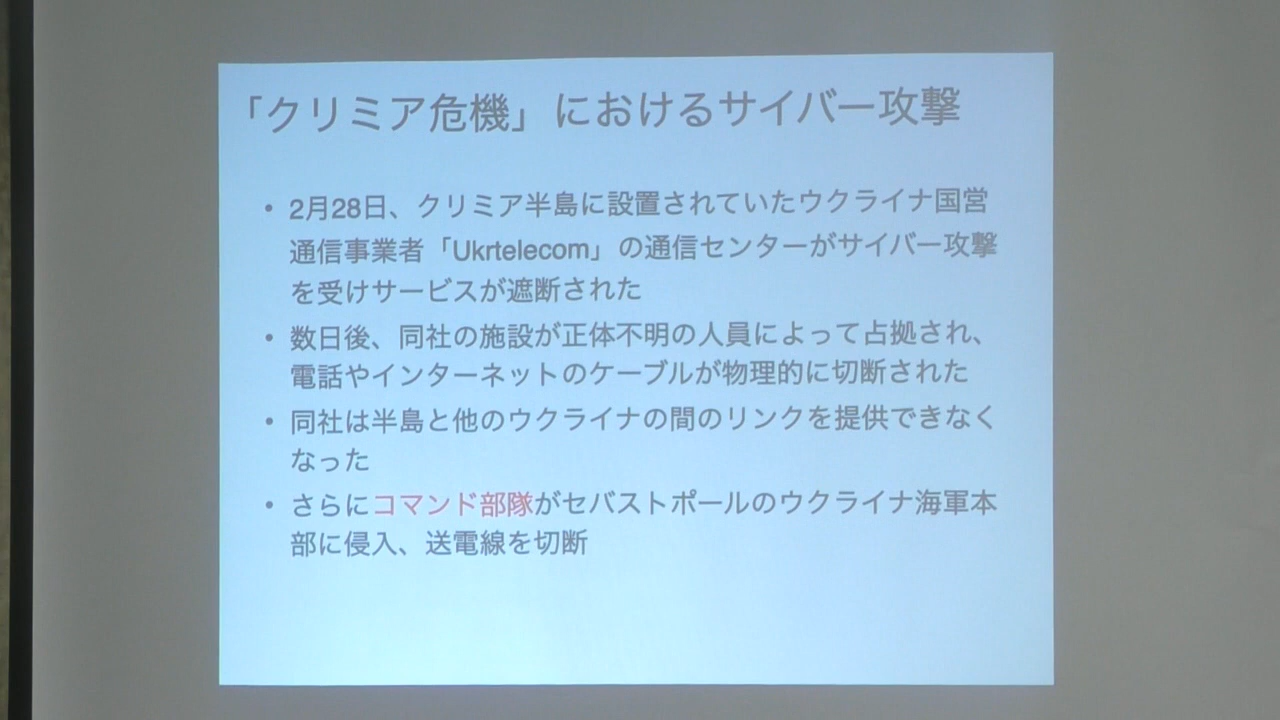 「クリミア危機」におけるサイバー攻撃
• 2月28日、クリミア半島に設置されていたウクライナ国営
通信事業者「Ukrtelecom」の通信センターがサイバー攻撃
を受けサービスが遮断された
• 数日後、同社の施設が正体不明の人員によって占拠され、
電話やインターネットのケーブルが物理的に切断された
• 同社は半島と他のウクライナの間のリンクを提供できなく
なった
• さらにコマンド部隊がセバストポールのウクライナ海軍本
部に侵入、送電線を切断